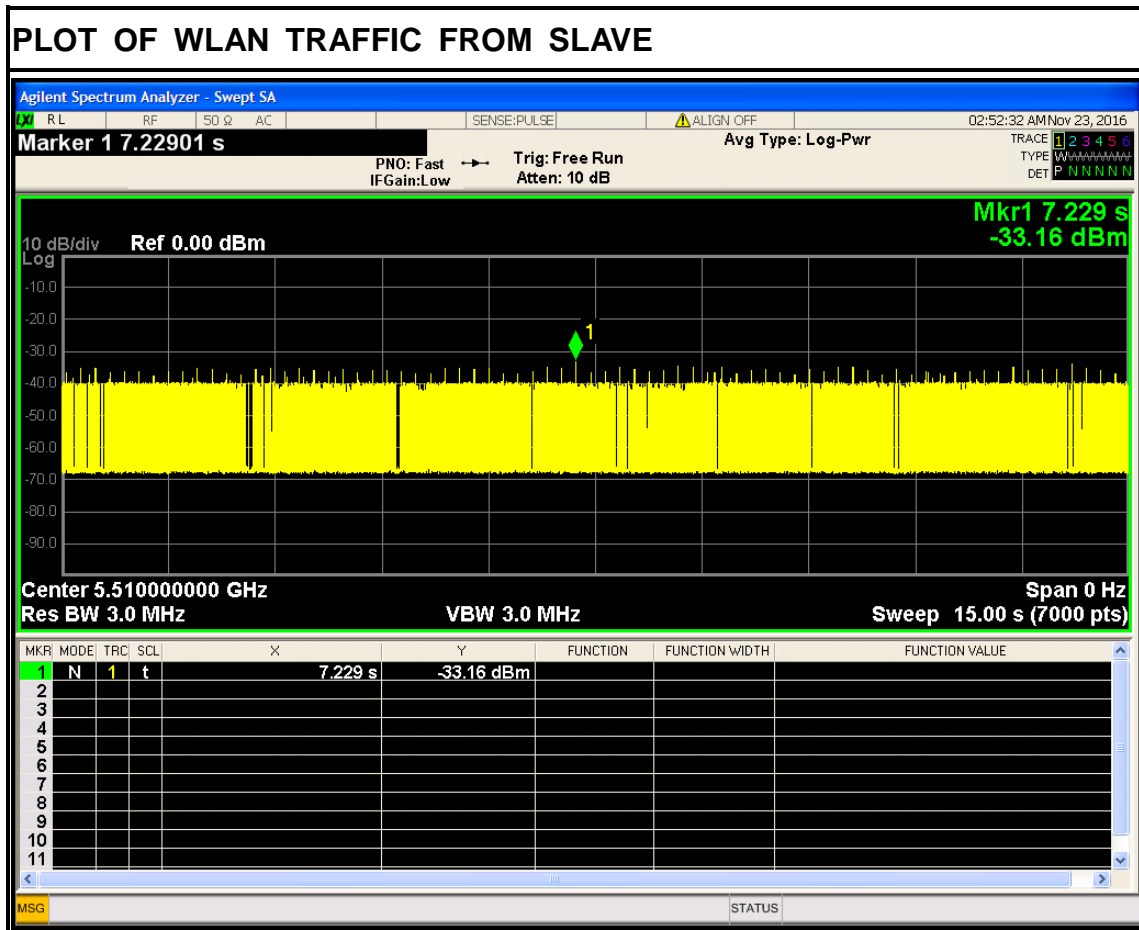 PLOT OF WLAN TRAFFIC FROM SLAVE
Agilent Spectrum Analyzer - Swept SA
LXI RL RF 50 Ω AC SENSE:PULSE ALIGN OFF 02:52:32 AM Nov 23, 2016
Marker 1 7.22901 s
PNO: Fast
IFGain:Low
Trig: Free Run
Atten: 10 dB
Avg Type: Log-Pwr
TRACE 1 2 3 4 5 6
TYPE WWWWWW
DET P N N N N N
Mkr1 7.229 s
-33.16 dBm
10 dB/div Ref 0.00 dBm
Log
-10.0
-20.0
1
-30.0
-40.0
-50.0
-60.0
-70.0
-80.0
-90.0
Center 5.510000000 GHz Span 0 Hz
Res BW 3.0 MHz VBW 3.0 MHz Sweep 15.00 s (7000 pts)
MKR MODE TRC SCL X Y FUNCTION FUNCTION WIDTH FUNCTION VALUE
1 N 1 t 7.229 s -33.16 dBm
2
3
4
5
6
7
8
9
10
11
MSG STATUS